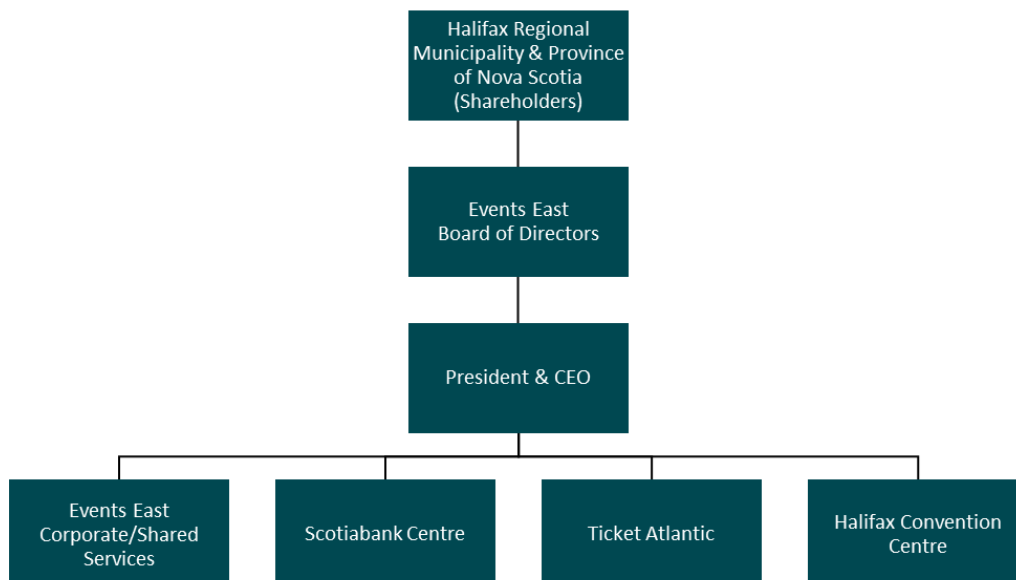 Halifax Regional
Municipality & Province
of Nova Scotia
(Shareholders)
Events East
Board of Directors
President & CEO
Events East
Corporate/Shared
Services
Scotiabank Centre
Ticket Atlantic
Halifax Convention
Centre